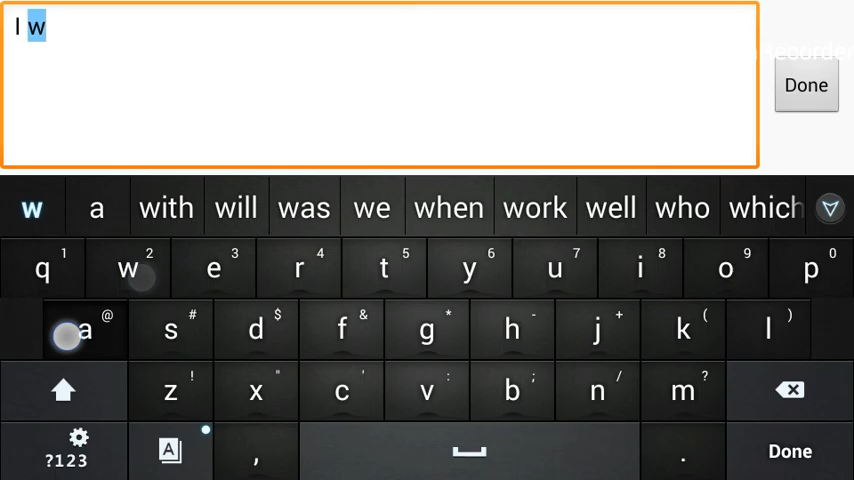 I w
Recorder
Done
w a with will was we when work well who which
q 1 w 2 e 3 r 4 t 5 y 6 u 7 i 8 o 9 p 0
a @ s # d $ f & g * h - j + k ( l )
z ! x " c ' v : b ; n / m ?
?123 A , . Done